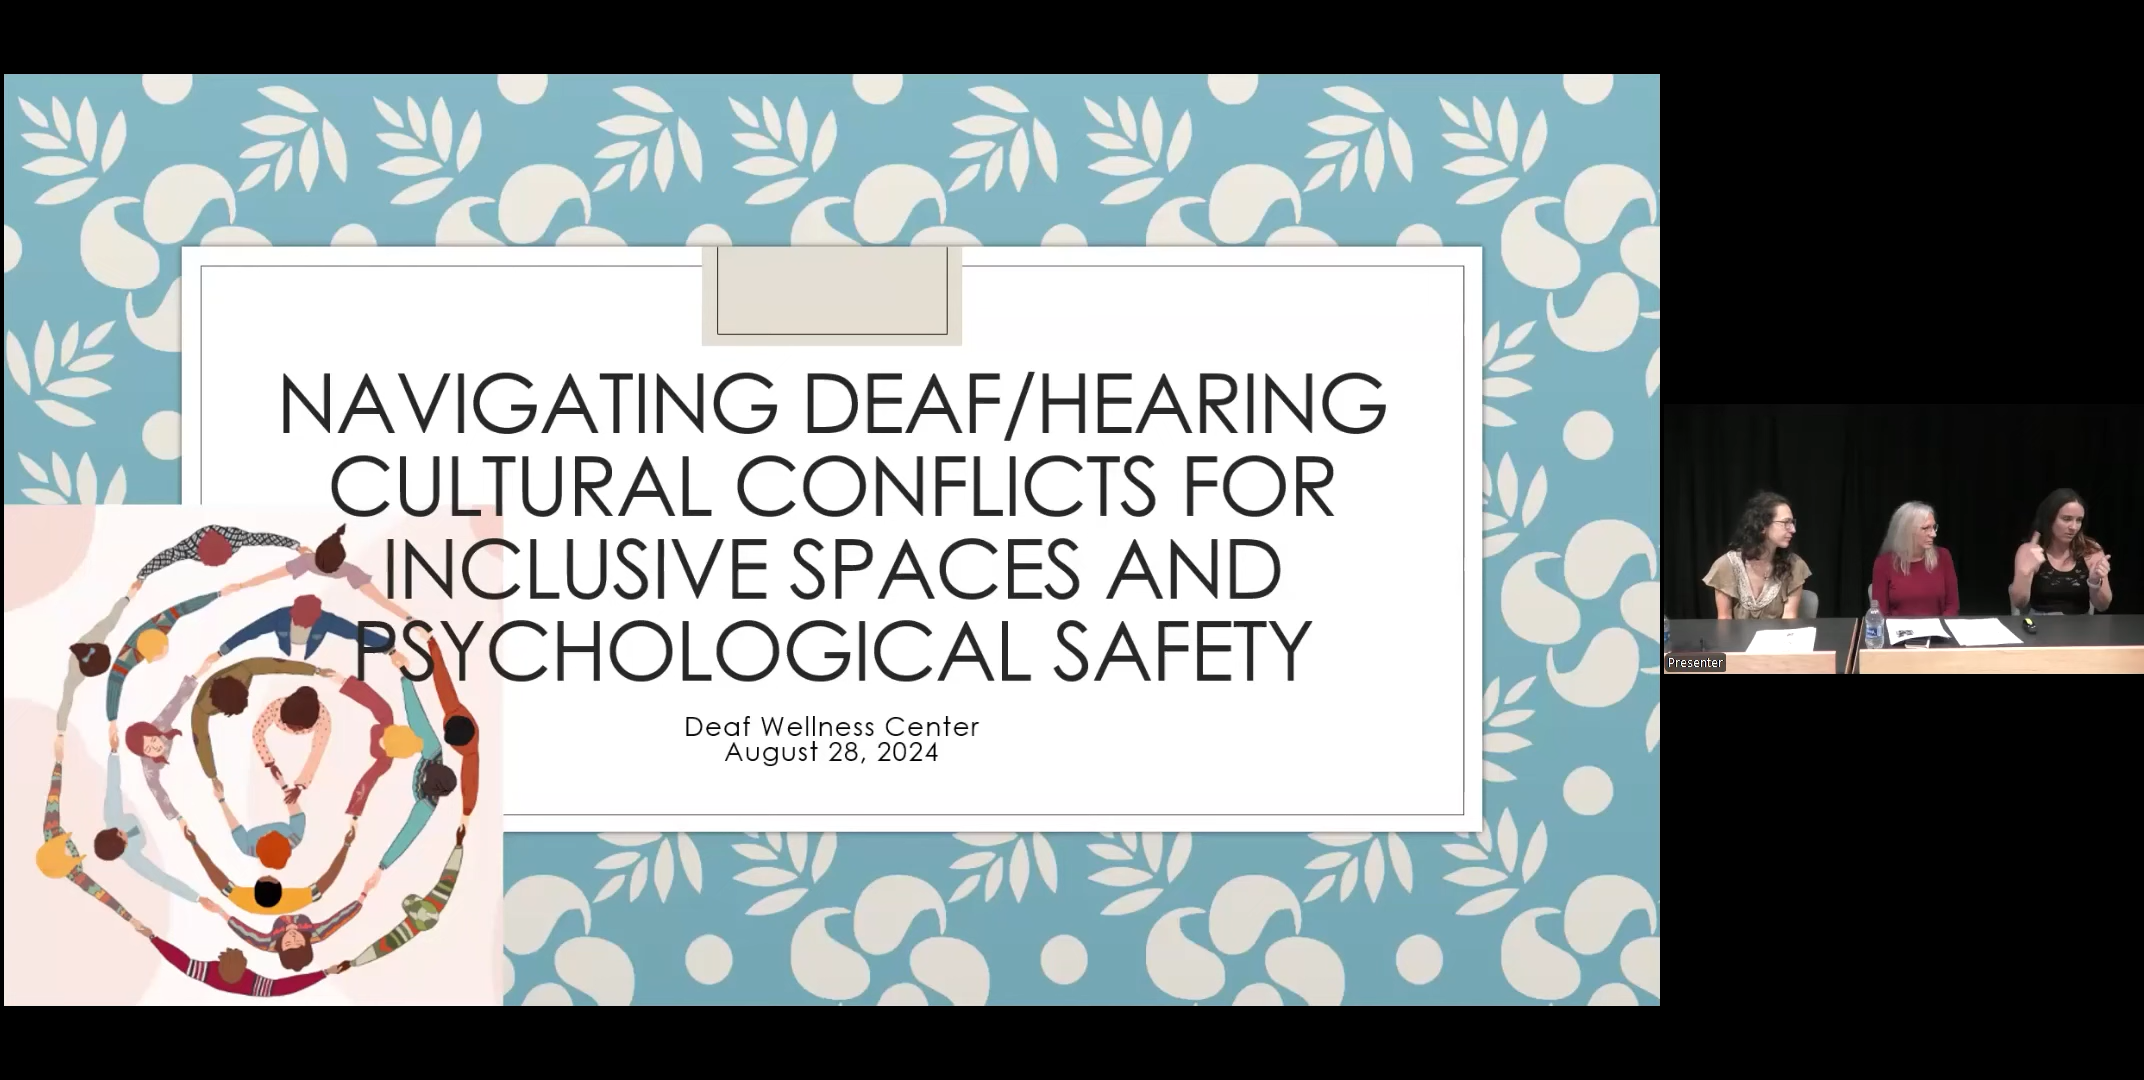 NAVIGATING DEAF/HEARING
CULTURAL CONFLICTS FOR
INCLUSIVE SPACES AND
PSYCHOLOGICAL SAFETY
Deaf Wellness Center
August 28, 2024
Presenter